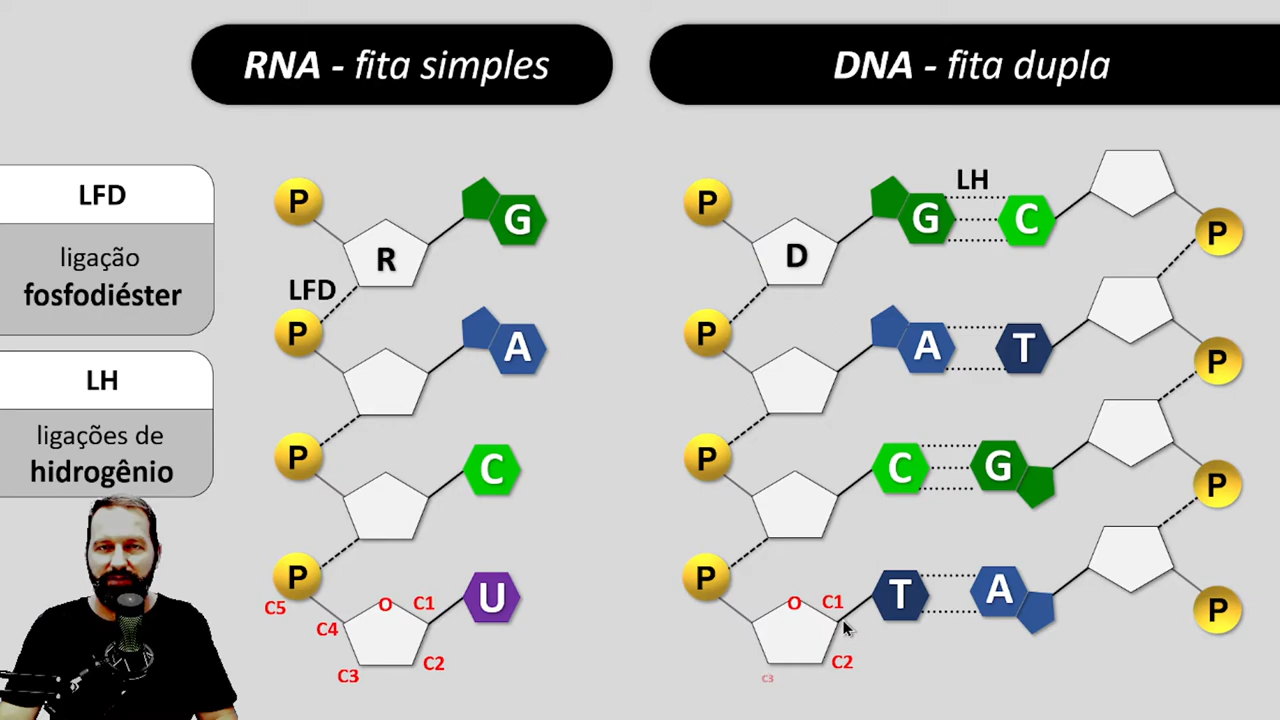 RNA - fita simples
DNA - fita dupla
LFD
ligação
fosfodiéster
LH
ligações de
hidrogênio
P
R
G
LFD
P
A
P
C
P
U
C5
O
C1
C4
C3
C2
P
D
G
LH
C
P
P
A
T
P
P
C
G
P
P
T
A
P
O
C1
C2
C3